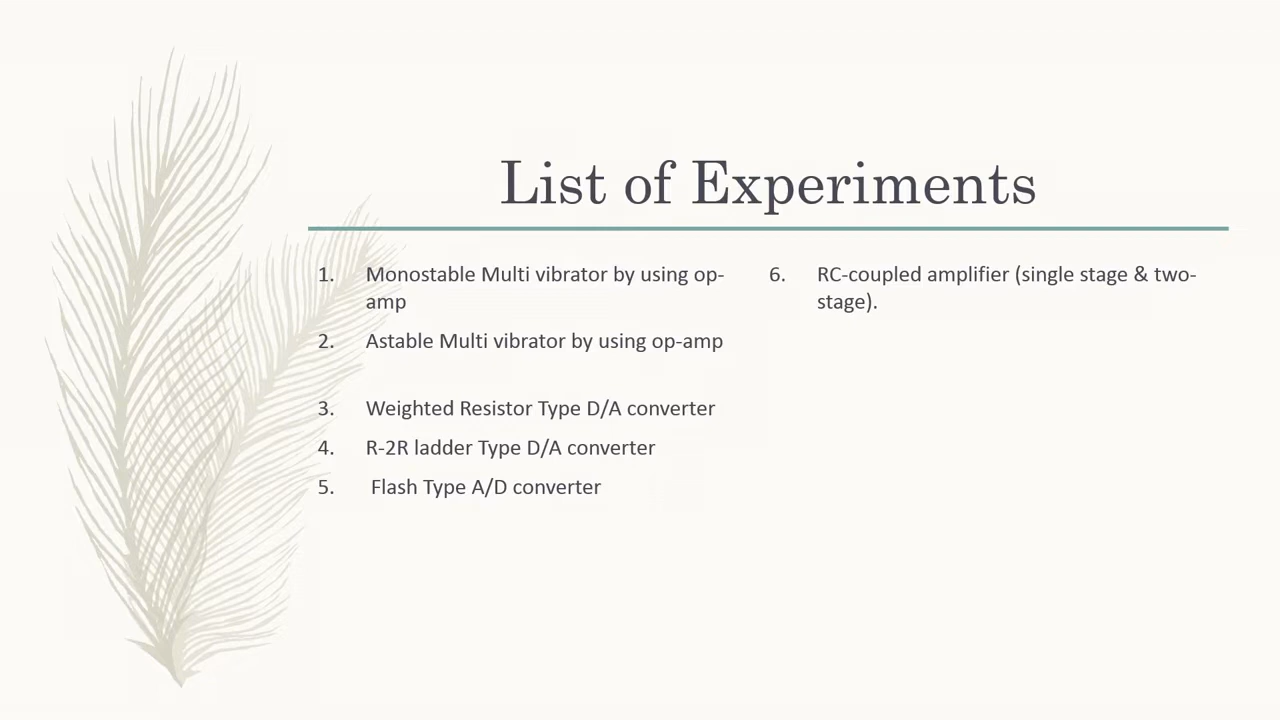 List of Experiments
1. Monostable Multi vibrator by using op-
amp
2. Astable Multi vibrator by using op-amp
3. Weighted Resistor Type D/A converter
4. R-2R ladder Type D/A converter
5. Flash Type A/D converter
6. RC-coupled amplifier (single stage & two-
stage).